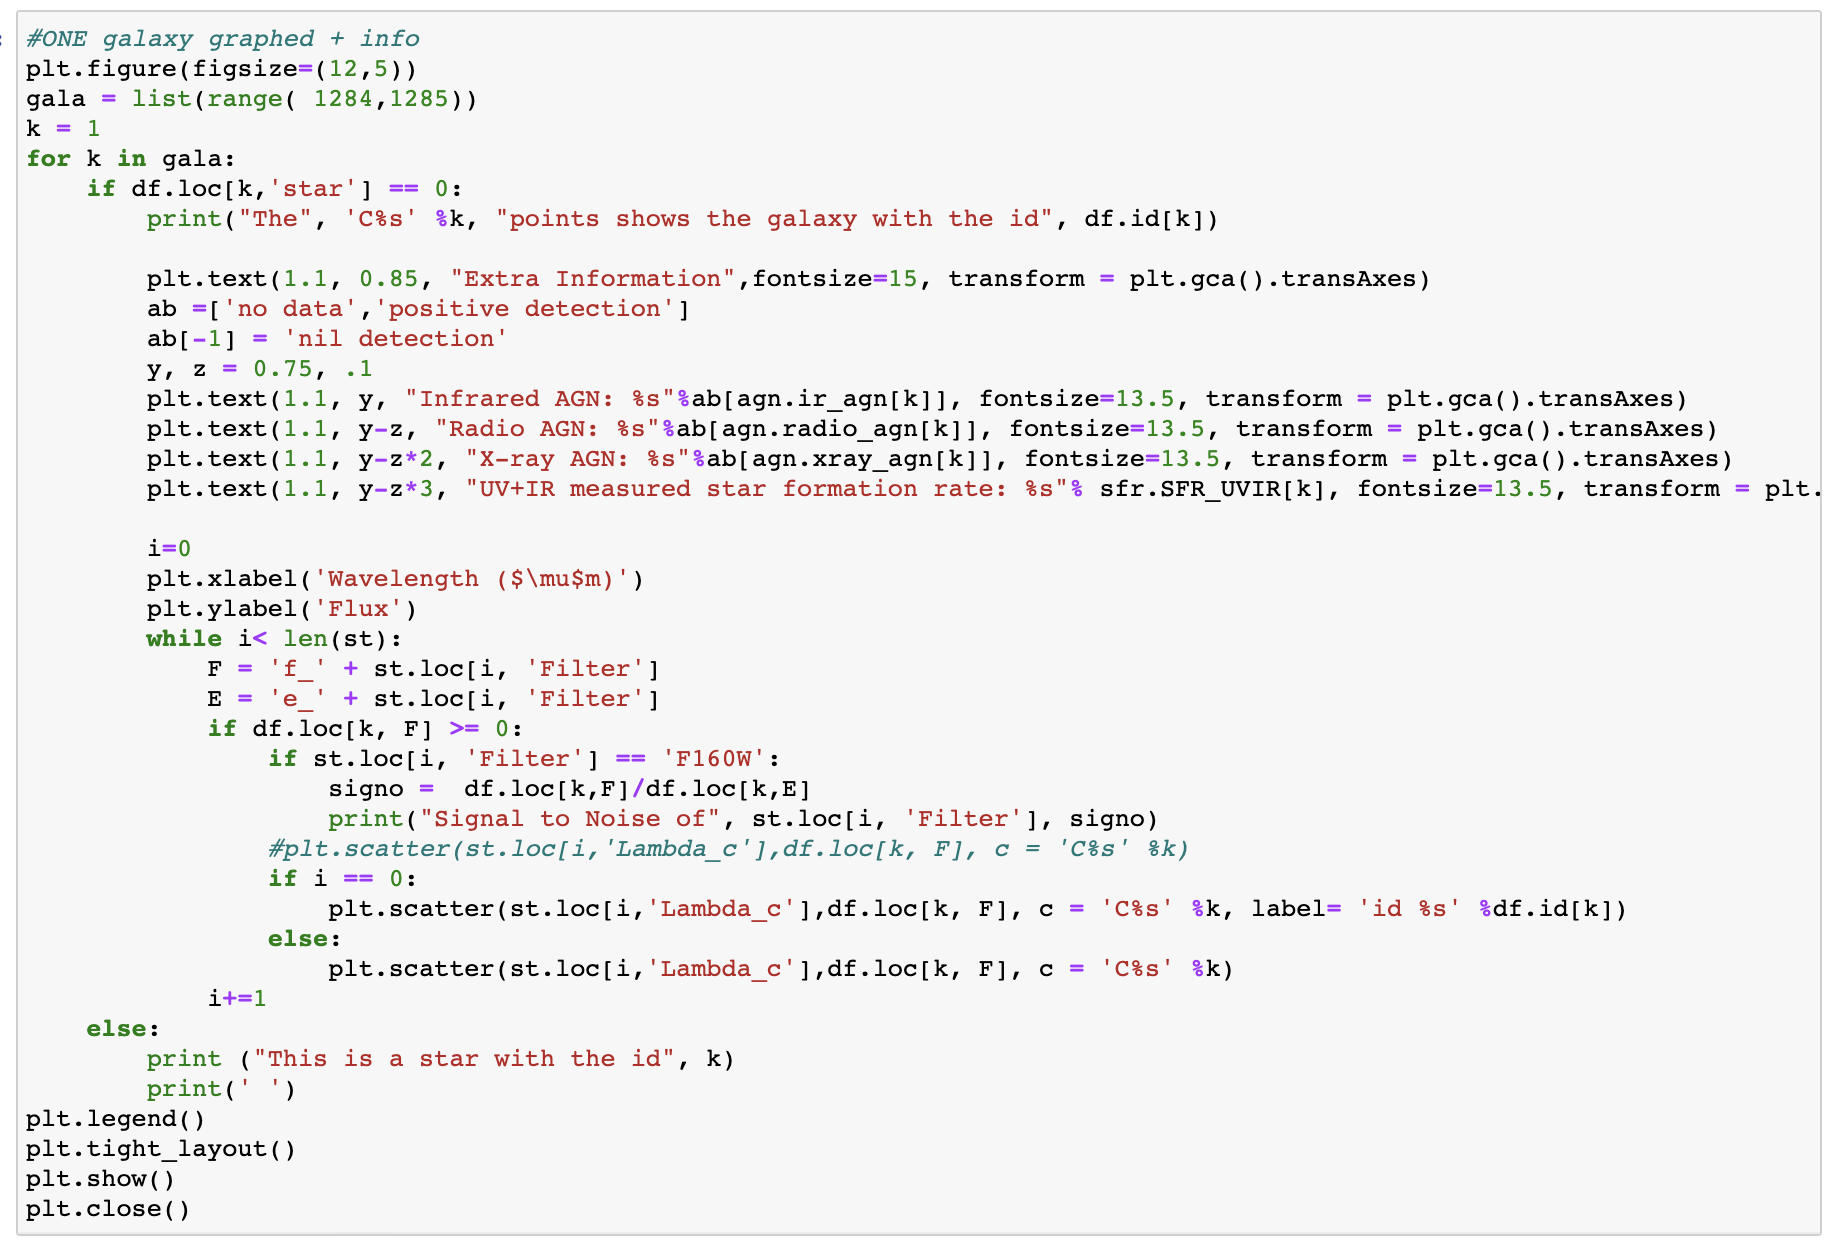 #ONE galaxy graphed + info
plt.figure(figsize=(12,5))
gala = list(range( 1284,1285))
k = 1
for k in gala:
    if df.loc[k,'star'] == 0:
        print("The", 'C%s' %k, "points shows the galaxy with the id", df.id[k])

        plt.text(1.1, 0.85, "Extra Information",fontsize=15, transform = plt.gca().transAxes)
        ab =['no data','positive detection']
        ab[-1] = 'nil detection'
        y, z = 0.75, .1
        plt.text(1.1, y, "Infrared AGN: %s"%ab[agn.ir_agn[k]], fontsize=13.5, transform = plt.gca().transAxes)
        plt.text(1.1, y-z, "Radio AGN: %s"%ab[agn.radio_agn[k]], fontsize=13.5, transform = plt.gca().transAxes)
        plt.text(1.1, y-z*2, "X-ray AGN: %s"%ab[agn.xray_agn[k]], fontsize=13.5, transform = plt.gca().transAxes)
        plt.text(1.1, y-z*3, "UV+IR measured star formation rate: %s"% sfr.SFR_UVIR[k], fontsize=13.5, transform = plt.

        i=0
        plt.xlabel('Wavelength ($\mu$m)')
        plt.ylabel('Flux')
        while i< len(st):
            F = 'f_' + st.loc[i, 'Filter']
            E = 'e_' + st.loc[i, 'Filter']
            if df.loc[k, F] >= 0:
                if st.loc[i, 'Filter'] == 'F160W':
                    signo =  df.loc[k,F]/df.loc[k,E]
                    print("Signal to Noise of", st.loc[i, 'Filter'], signo)
                #plt.scatter(st.loc[i,'Lambda_c'],df.loc[k, F], c = 'C%s' %k)
                if i == 0:
                    plt.scatter(st.loc[i,'Lambda_c'],df.loc[k, F], c = 'C%s' %k, label= 'id %s' %df.id[k])
                else:
                    plt.scatter(st.loc[i,'Lambda_c'],df.loc[k, F], c = 'C%s' %k)
            i+=1
    else:
        print ("This is a star with the id", k)
        print(' ')
plt.legend()
plt.tight_layout()
plt.show()
plt.close()